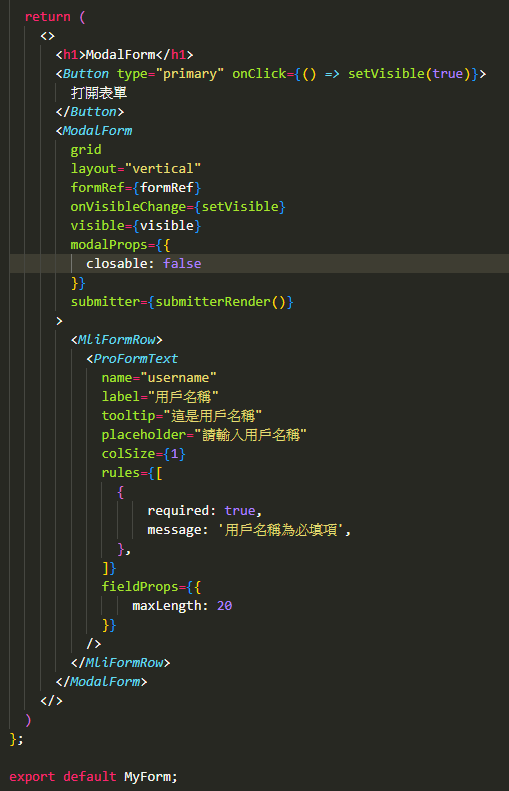 return (
<>
<h1>ModalForm</h1>
<Button type="primary" onClick={() => setVisible(true)}>
打開表單
</Button>
<ModalForm
grid
layout="vertical"
formRef={formRef}
onVisibleChange={setVisible}
visible={visible}
modalProps={{
closable: false
}}
submitter={submitterRender()}
>
<MliFormRow>
<ProFormText
name="username"
label="用戶名稱"
tooltip="這是用戶名稱"
placeholder="請輸入用戶名稱"
colSize={1}
rules={[
{
required: true,
message: '用戶名稱為必填項',
},
]}
fieldProps={{
maxLength: 20
}}
/>
</MliFormRow>
</ModalForm>
</>
)
};
export default MyForm;